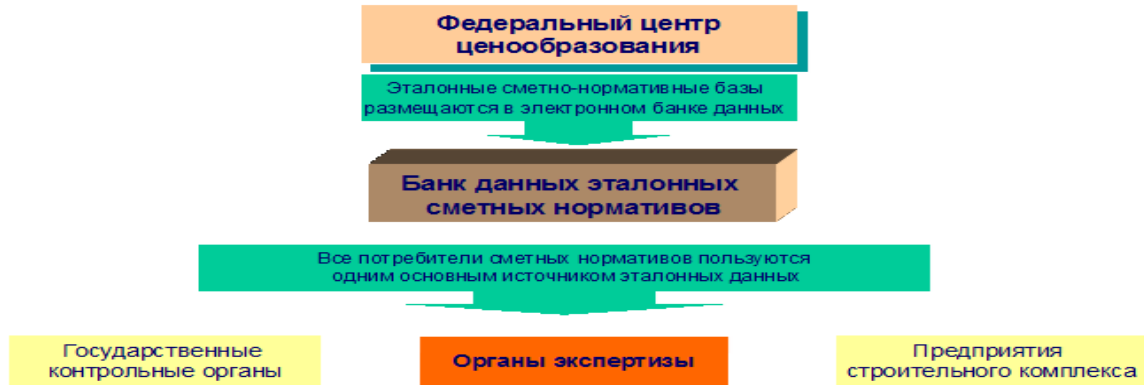 Федеральный центр
ценообразования
Эталонные сметно-нормативные базы
размещаются в электронном банке данных
Банк данных эталонных
сметных нормативов
Все потребители сметных нормативов пользуются
одним основным источником эталонных данных
Государственные
контрольные органы
Органы экспертизы
Предприятия
строительного комплекса